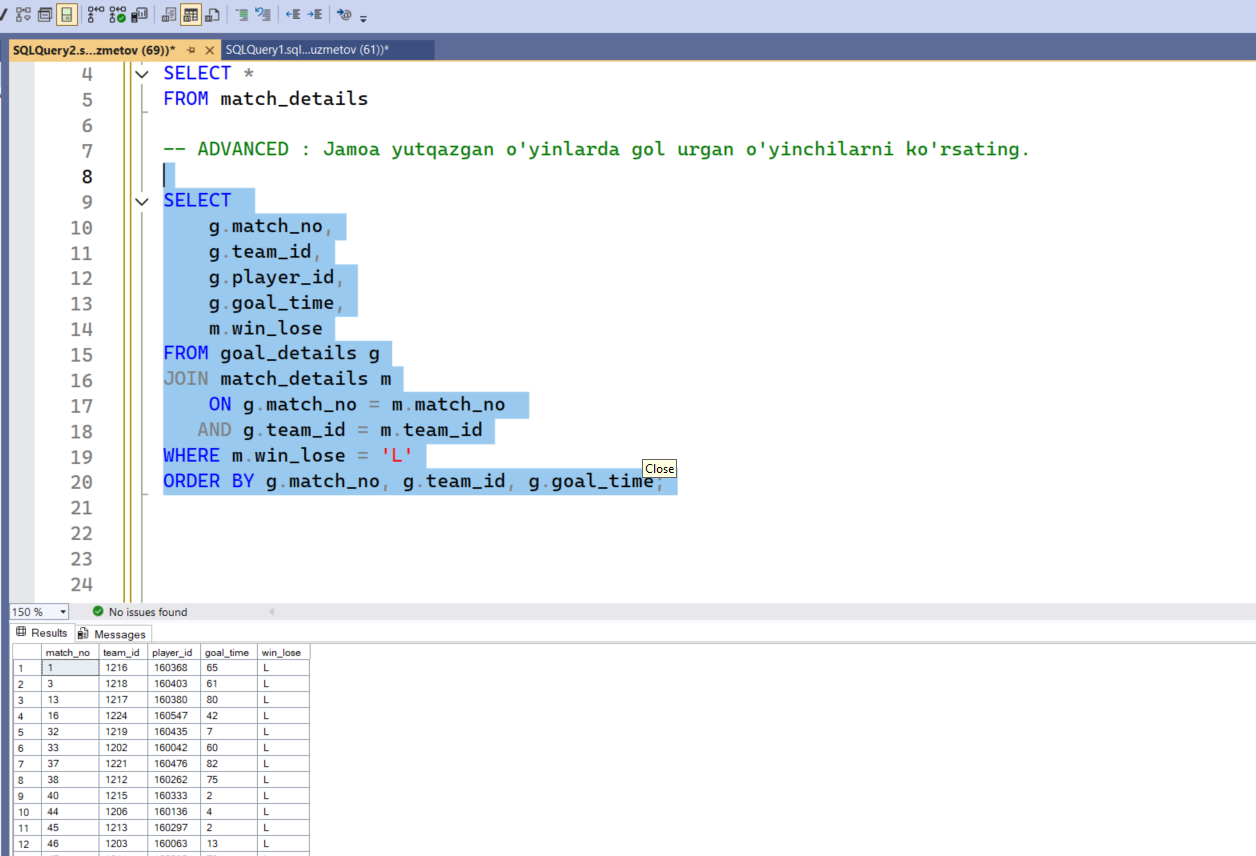 SQLQuery2.s...zmetov (69))*
SQLQuery1.sql...uzmetov (61))*
4 SELECT *
5 FROM match_details
6
7 -- ADVANCED : Jamoa yutqazgan o'yinlarda gol urgan o'yinchilarni ko'rsating.
8
9 SELECT
10 g.match_no,
11 g.team_id,
12 g.player_id,
13 g.goal_time,
14 m.win_lose
15 FROM goal_details g
16 JOIN match_details m
17 ON g.match_no = m.match_no
18 AND g.team_id = m.team_id
19 WHERE m.win_lose = 'L'
Close
20 ORDER BY g.match_no, g.team_id, g.goal_time;
21
22
23
24
150 % No issues found
Results Messages
match_no team_id player_id goal_time win_lose
1 1 1216 160368 65 L
2 3 1218 160403 61 L
3 13 1217 160380 80 L
4 16 1224 160547 42 L
5 32 1219 160435 7 L
6 33 1202 160042 60 L
7 37 1221 160476 82 L
8 38 1212 160262 75 L
9 40 1215 160333 2 L
10 44 1206 160136 4 L
11 45 1213 160297 2 L
12 46 1203 160063 13 L